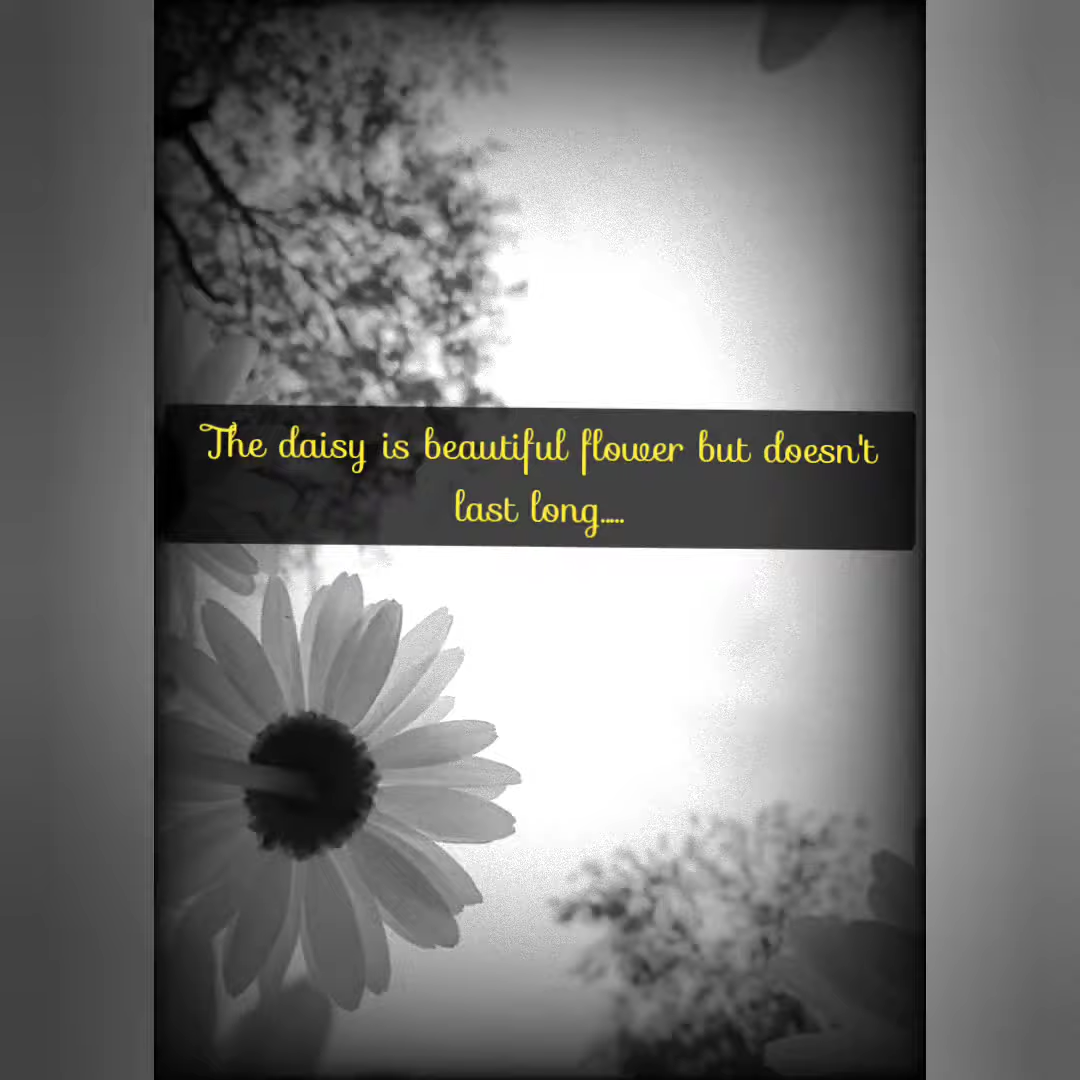 The daisy is beautiful flower but doesn't
last long.....